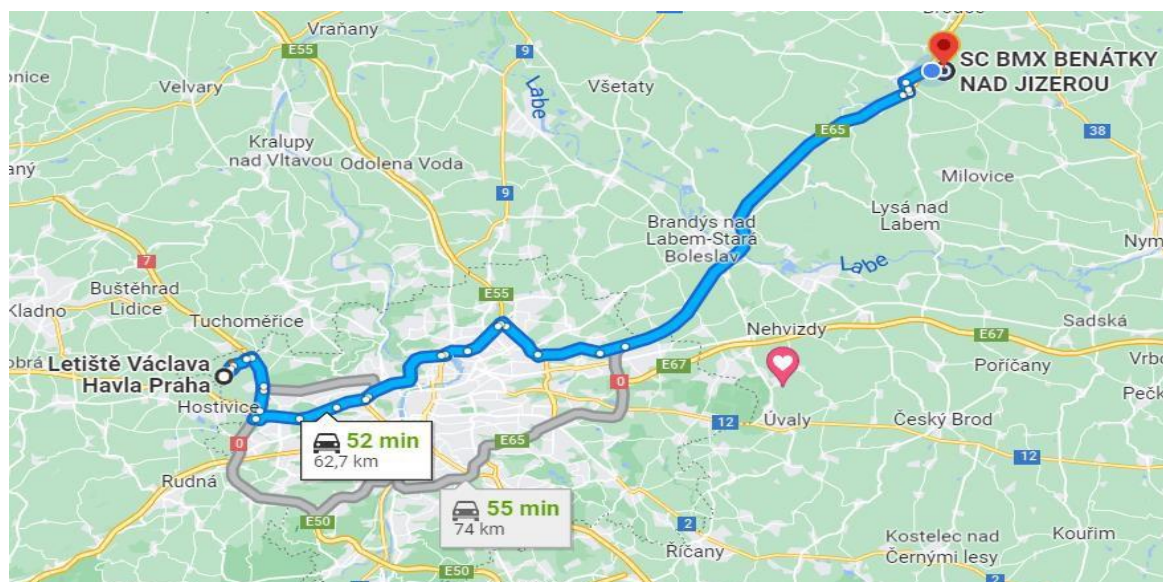 Vraňany
E55
9
Brodce
SC BMX BENÁTKY
NAD JIZEROU
Velvary
Labe
Všetaty
E65
38
Kralupy
nad Vltavou
Odolena Voda
9
Milovice
Brandýs nad
Labem-Stará
Boleslav
Lysá nad
Labem
Labe
Nym
7
Buštěhrad
Lidice
Kladno
E55
Tuchoměřice
Nehvizdy
E67
Sadská
obrá
Letiště Václava
Havla Praha
E67
Poříčany
Vrbo
Pečk
Hostivice
0
0
12
Úvaly
Český Brod
52 min
62,7 km
E65
12
Rudná
55 min
74 km
E50
2
Říčany
Kostelec nad
Černými lesy
Kouřim
E50
2